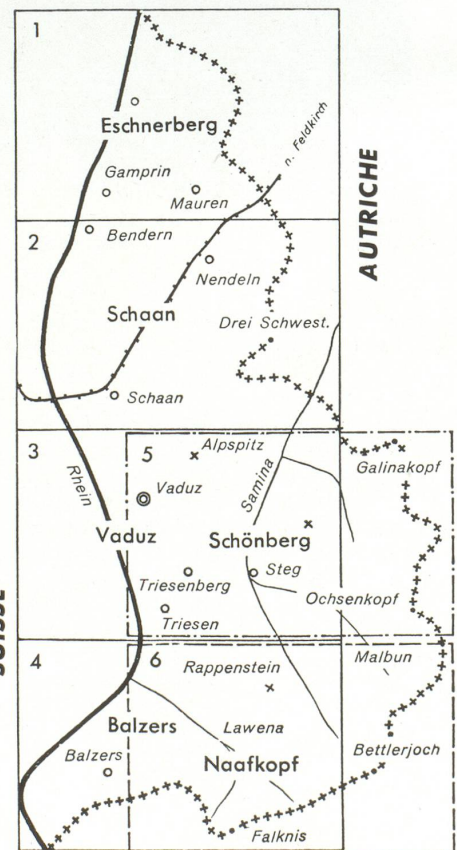 1
Eschnerberg
n. Feldkirch
Gamprin
Mauren
AUTRICHE
2
Bendern
Nendeln
Schaan
Drei Schwest.
Schaan
3
5
Alpspitz
Galinakopf
Rhein
Vaduz
Samina
Vaduz
Schönberg
Triesenberg
Steg
Ochsenkopf
Triesen
SUISSE
4
6
Rappenstein
Malbun
Balzers
Lawena
Balzers
Naafkopf
Bettlerjoch
Falknis